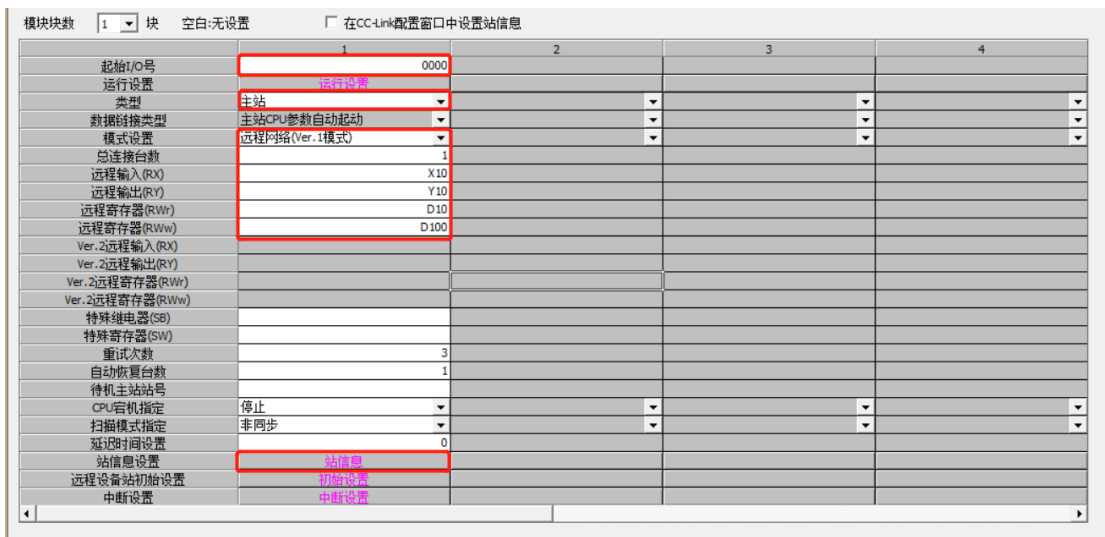 模块块数 1 块 空白:无设置 在CC-Link配置窗口中设置站信息
1 2 3 4
起始I/O号 0000
运行设置 运行设置
类型 主站
数据链接类型 主站CPU参数自动起动
模式设置 远程网络(Ver.1模式)
总连接台数 1
远程输入(RX) X10
远程输出(RY) Y10
远程寄存器(RWr) D10
远程寄存器(RWw) D100
Ver.2远程输入(RX)
Ver.2远程输出(RY)
Ver.2远程寄存器(RWr)
Ver.2远程寄存器(RWw)
特殊继电器(SB)
特殊寄存器(SW)
重试次数 3
自动恢复台数 1
待机主站站号
CPU宕机指定 停止
扫描模式指定 非同步
延迟时间设置 0
站信息设置 站信息
远程设备站初始设置 初始设置
中断设置 中断设置